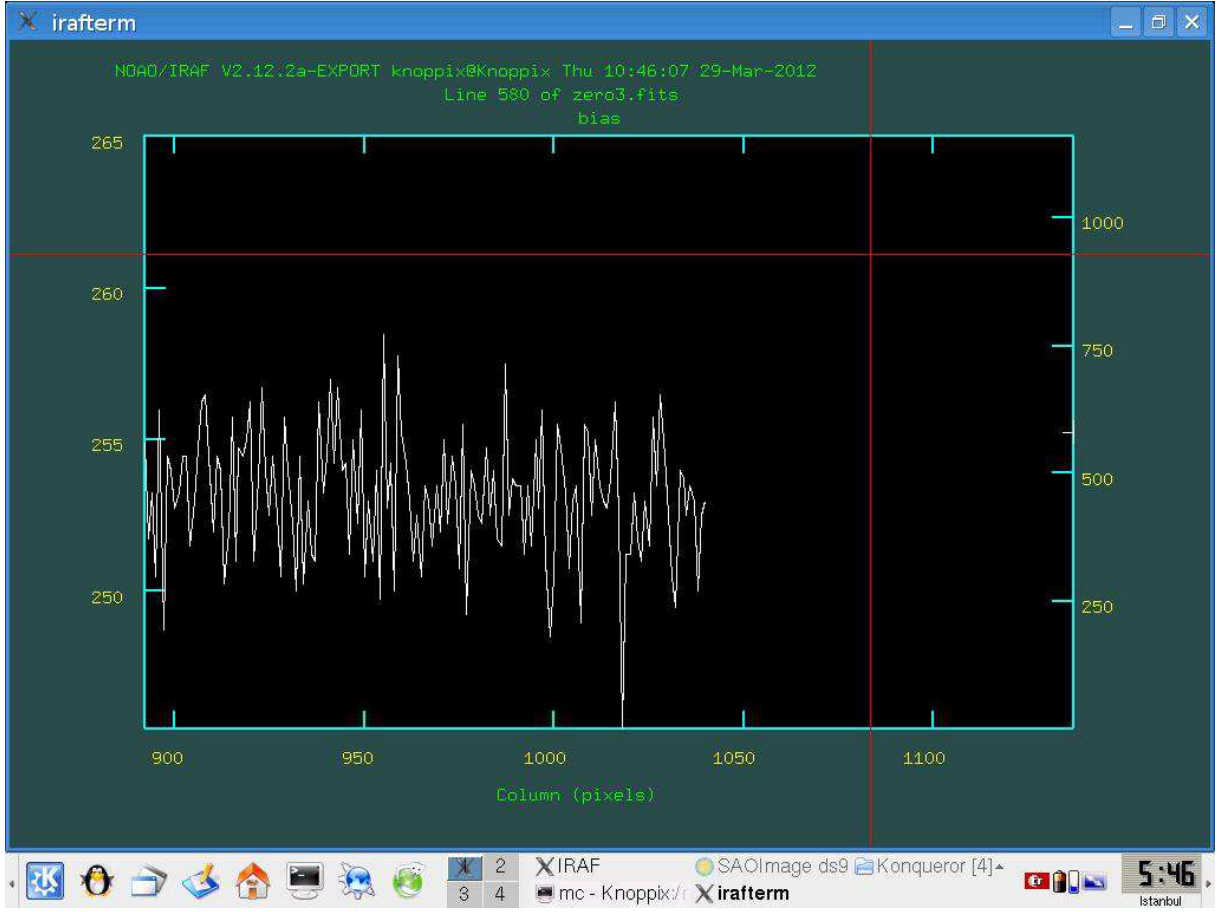 irafterm
NOAO/IRAF V2.12.2a-EXPORT knoppix@Knoppix Thu 10:46:07 29-Mar-2012
Line 580 of zero3.fits
bias
265
260
255
250
1000
750
500
250
900 950 1000 1050 1100
Column (pixels)
2 IRAF SAOImage ds9 Konqueror [4]
3 4 mc - Knoppix:/ irafterm
tr
5:46
Istanbul